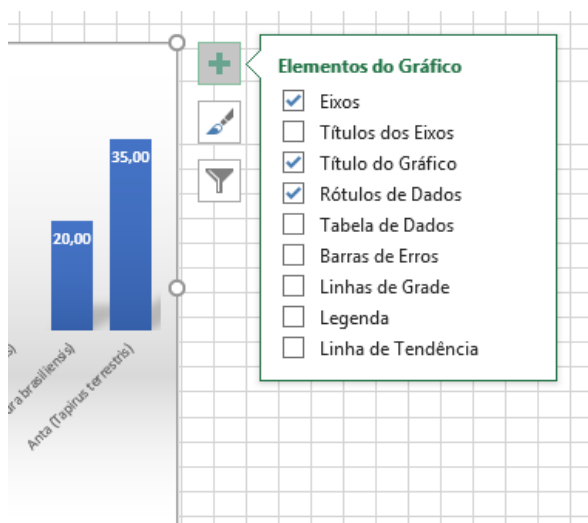 Elementos do Gráfico
Eixos
Títulos dos Eixos
Título do Gráfico
Rótulos de Dados
Tabela de Dados
Barras de Erros
Linhas de Grade
Legenda
Linha de Tendência
35,00
20,00
brasiliensis)
Anta (Tapirus terrestris)